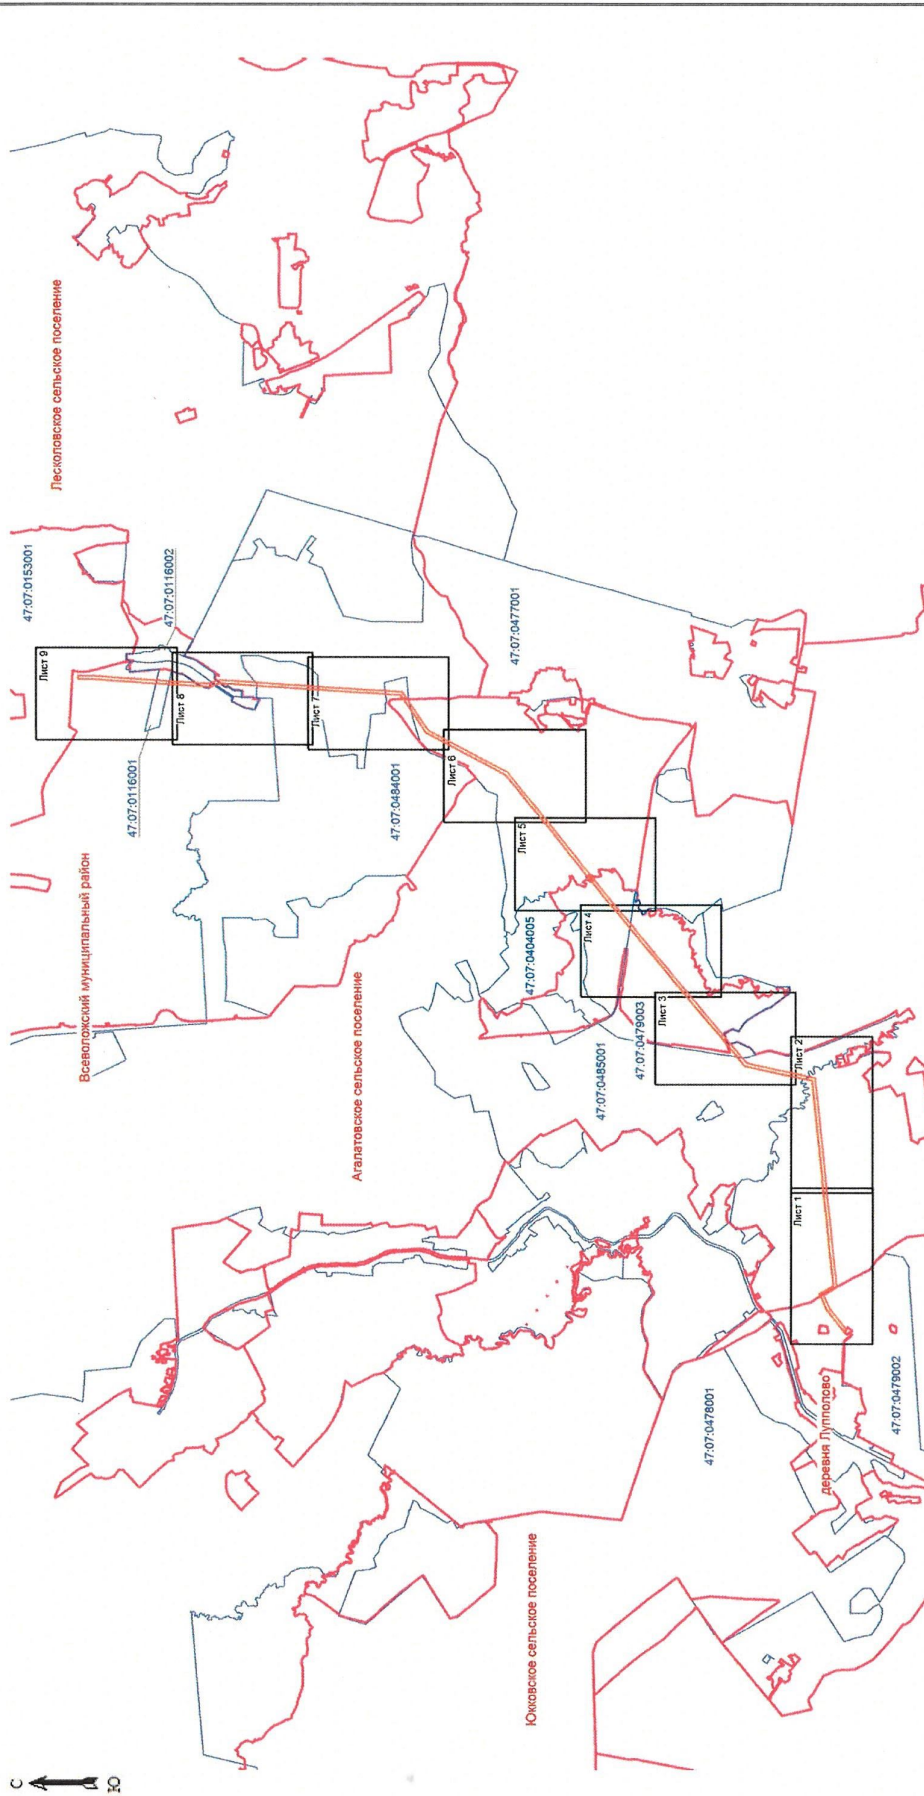 С
Ю
Лесколовское сельское поселение
47:07:0153001
47:07:0116002
Лист 9
Лист 8
47:07:0116001
Лист 7
47:07:0477001
47:07:0484001
Лист 6
Всеволожский муниципальный район
Лист 5
Лист 4
47:07:0404005
Агалатовское сельское поселение
Лист 3
47:07:0479003
47:07:0485001
Лист 2
Лист 1
47:07:0478001
47:07:0479002
деревня Лупполово
Юкковское сельское поселение